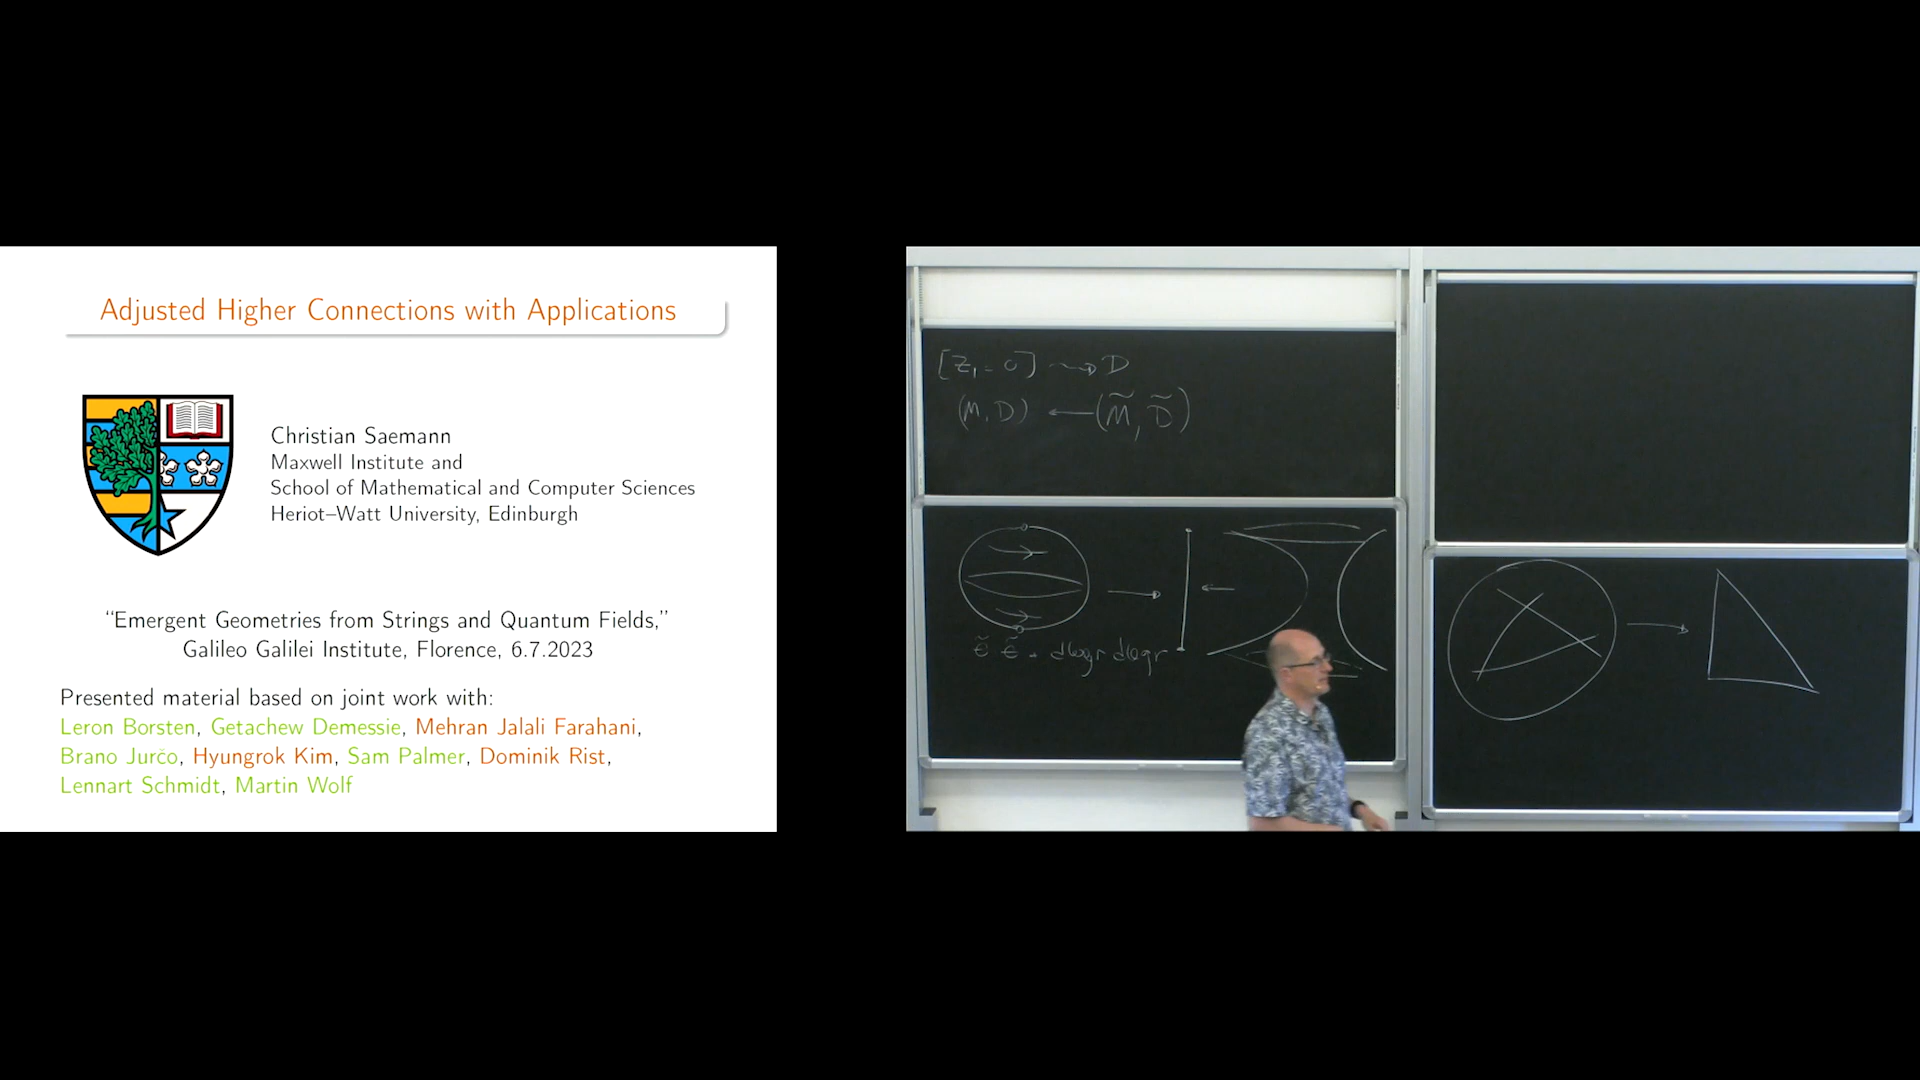 Adjusted Higher Connections with Applications
Christian Saemann
Maxwell Institute and
School of Mathematical and Computer Sciences
Heriot–Watt University, Edinburgh
“Emergent Geometries from Strings and Quantum Fields,”
Galileo Galilei Institute, Florence, 6.7.2023
Presented material based on joint work with:
Leron Borsten, Getachew Demessie, Mehran Jalali Farahani,
Brano Jurčo, Hyungrok Kim, Sam Palmer, Dominik Rist,
Lennart Schmidt, Martin Wolf
(M, D) ← (M̃, D̃)